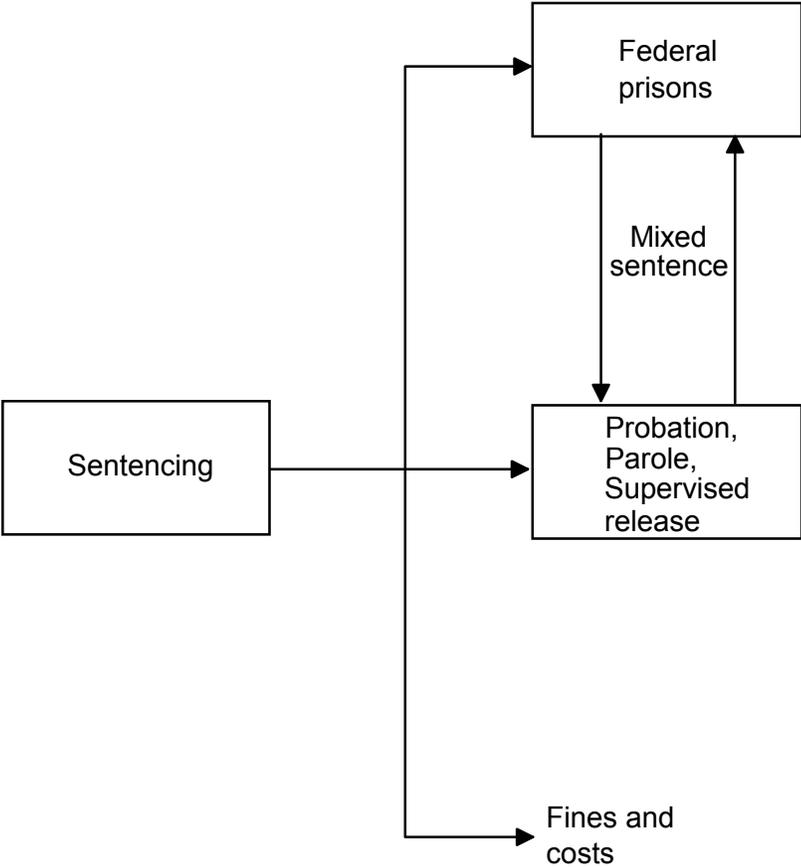 Federal
prisons
Mixed
sentence
Sentencing
Probation,
Parole,
Supervised
release
Fines and
costs